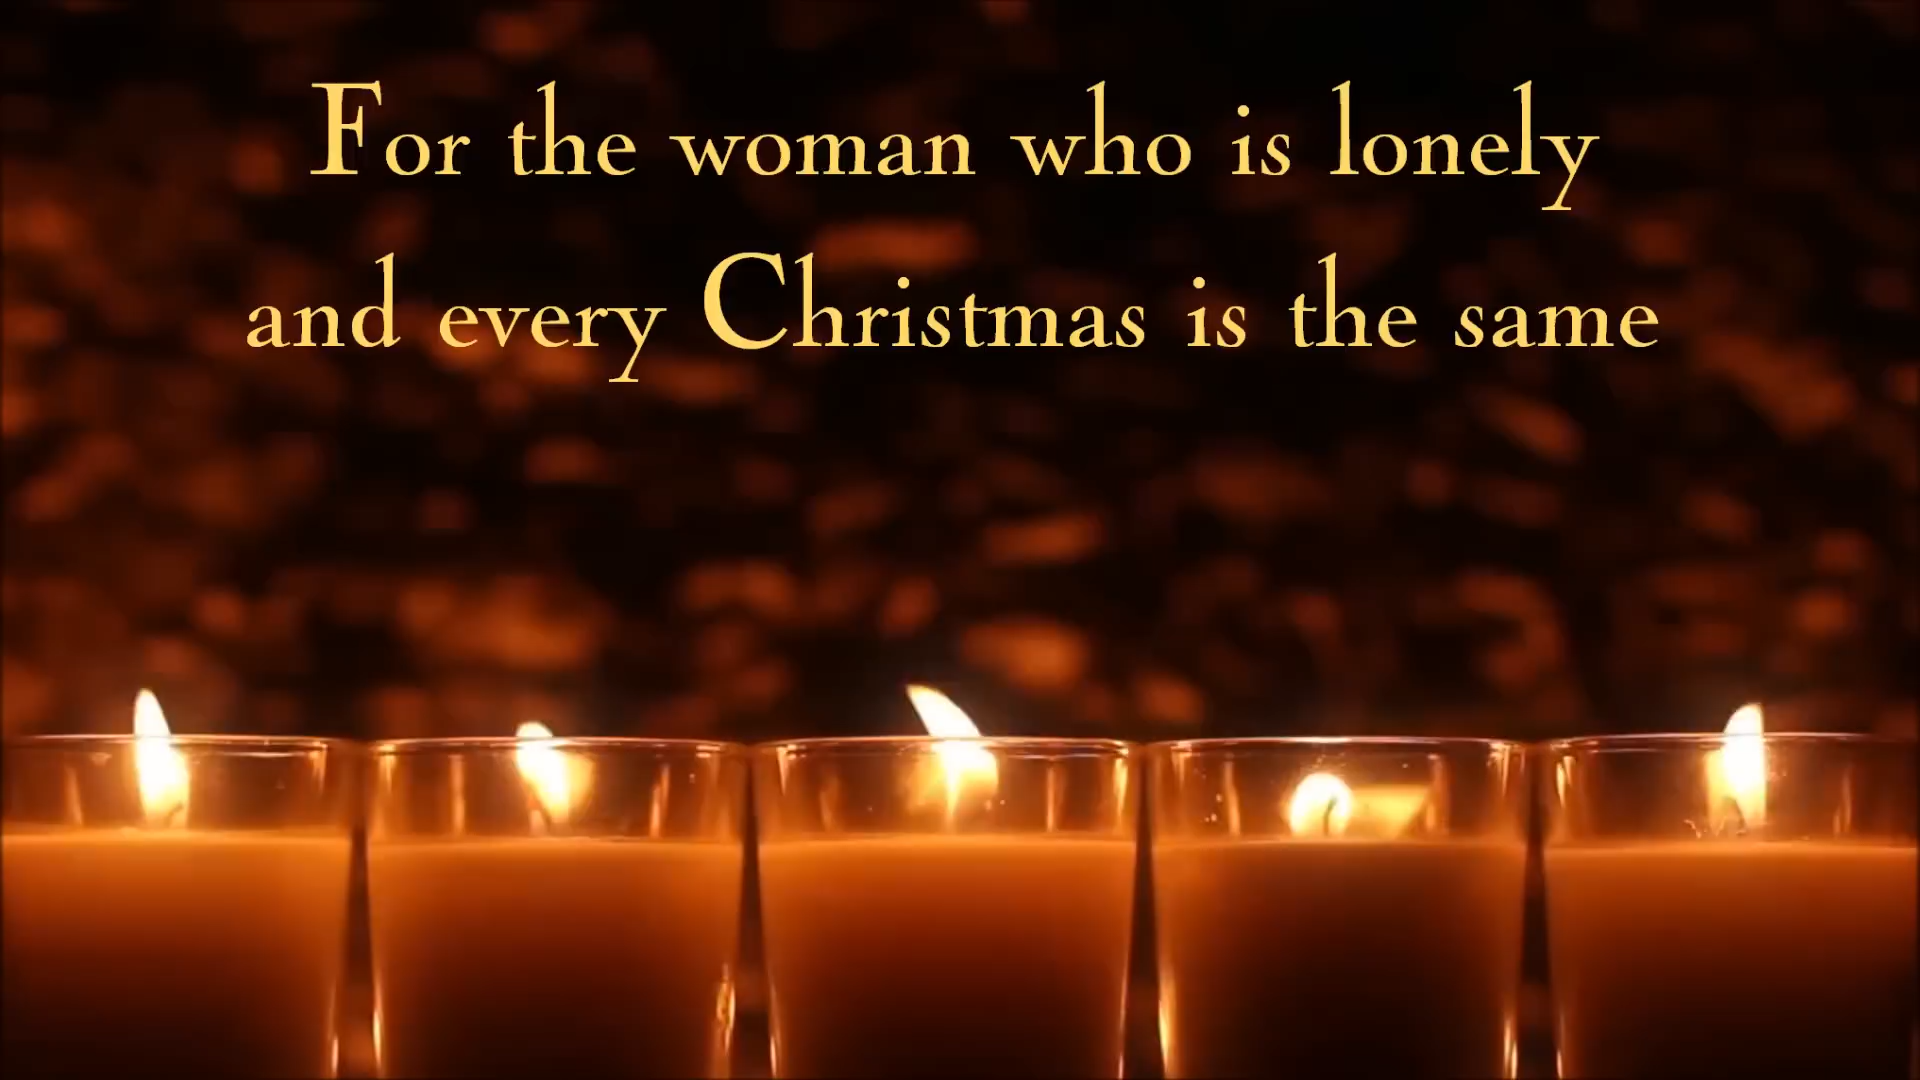 For the woman who is lonely
and every Christmas is the same